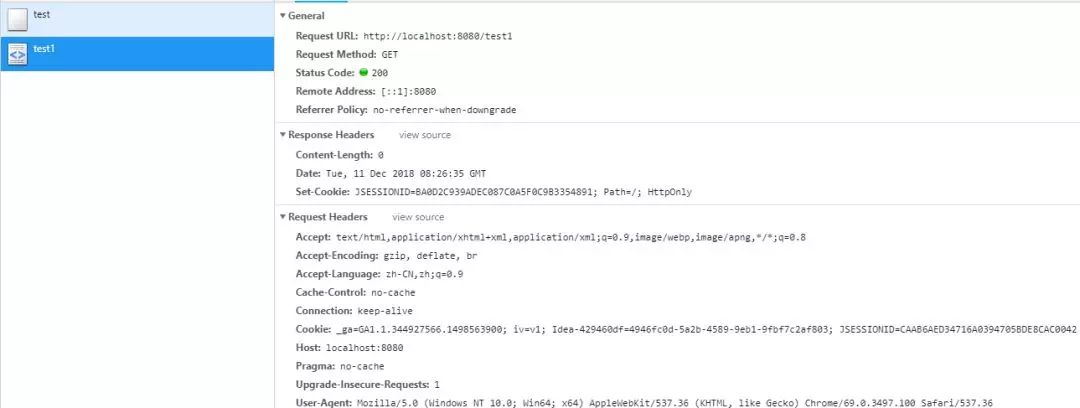 test
test1
General
Request URL: http://localhost:8080/test1
Request Method: GET
Status Code: 200
Remote Address: [::1]:8080
Referrer Policy: no-referrer-when-downgrade
Response Headers view source
Content-Length: 0
Date: Tue, 11 Dec 2018 08:26:35 GMT
Set-Cookie: JSESSIONID=BA0D2C939ADEC087C0A5F0C9B3354891; Path=/; HttpOnly
Request Headers view source
Accept: text/html,application/xhtml+xml,application/xml;q=0.9,image/webp,image/apng,*/*;q=0.8
Accept-Encoding: gzip, deflate, br
Accept-Language: zh-CN,zh;q=0.9
Cache-Control: no-cache
Connection: keep-alive
Cookie: _ga=GA1.1.344927566.1498563900; iv=v1; Idea-429460df=4946fc0d-5a2b-4589-9eb1-9fbf7c2af803; JSESSIONID=CAAB6AED34716A0394705BDE8CAC0042
Host: localhost:8080
Pragma: no-cache
Upgrade-Insecure-Requests: 1
User-Agent: Mozilla/5.0 (Windows NT 10.0; Win64; x64) AppleWebKit/537.36 (KHTML, like Gecko) Chrome/69.0.3497.100 Safari/537.36